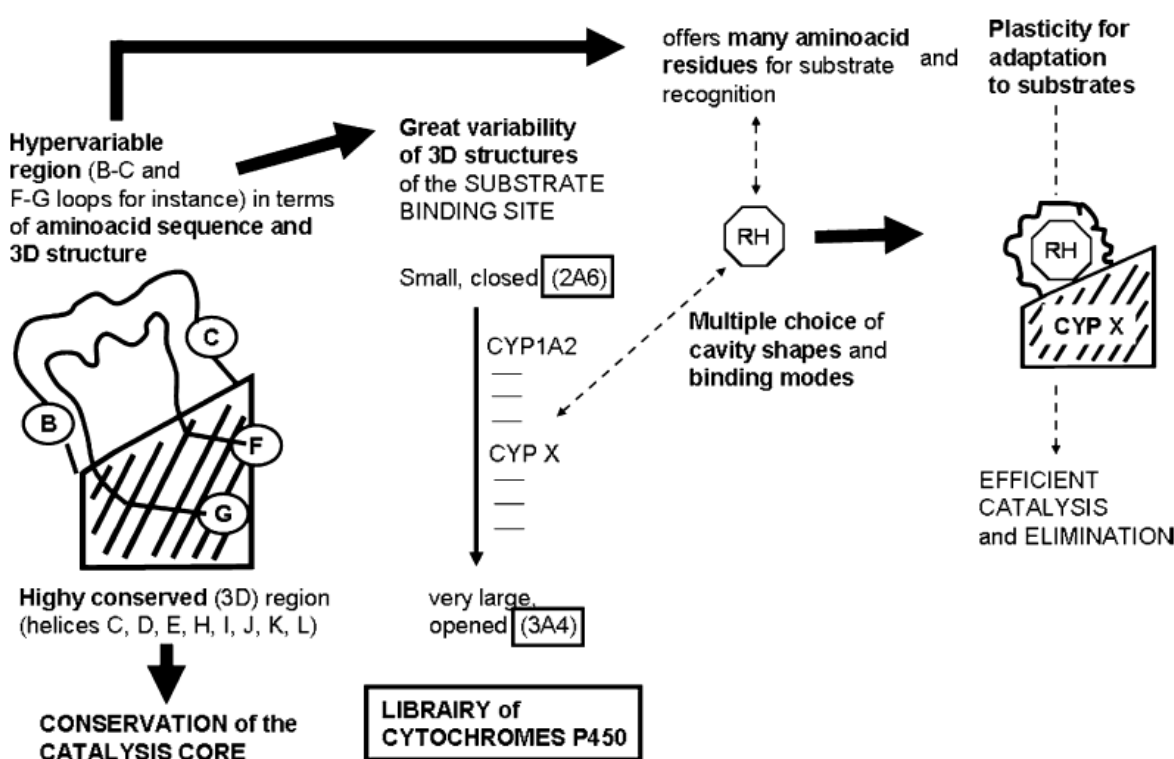 Hypervariable
region (B-C and
F-G loops for instance) in terms
of aminoacid sequence and
3D structure
C
B
F
G
Highy conserved (3D) region
(helices C, D, E, H, I, J, K, L)
CONSERVATION of the
CATALYSIS CORE
Great variability
of 3D structures
of the SUBSTRATE
BINDING SITE
Small, closed (2A6)
CYP1A2
CYP X
very large,
opened (3A4)
LIBRAIRY of
CYTOCHROMES P450
offers many aminoacid
residues for substrate
recognition
and
RH
Multiple choice of
cavity shapes and
binding modes
Plasticity for
adaptation
to substrates
RH
CYP X
EFFICIENT
CATALYSIS
and ELIMINATION